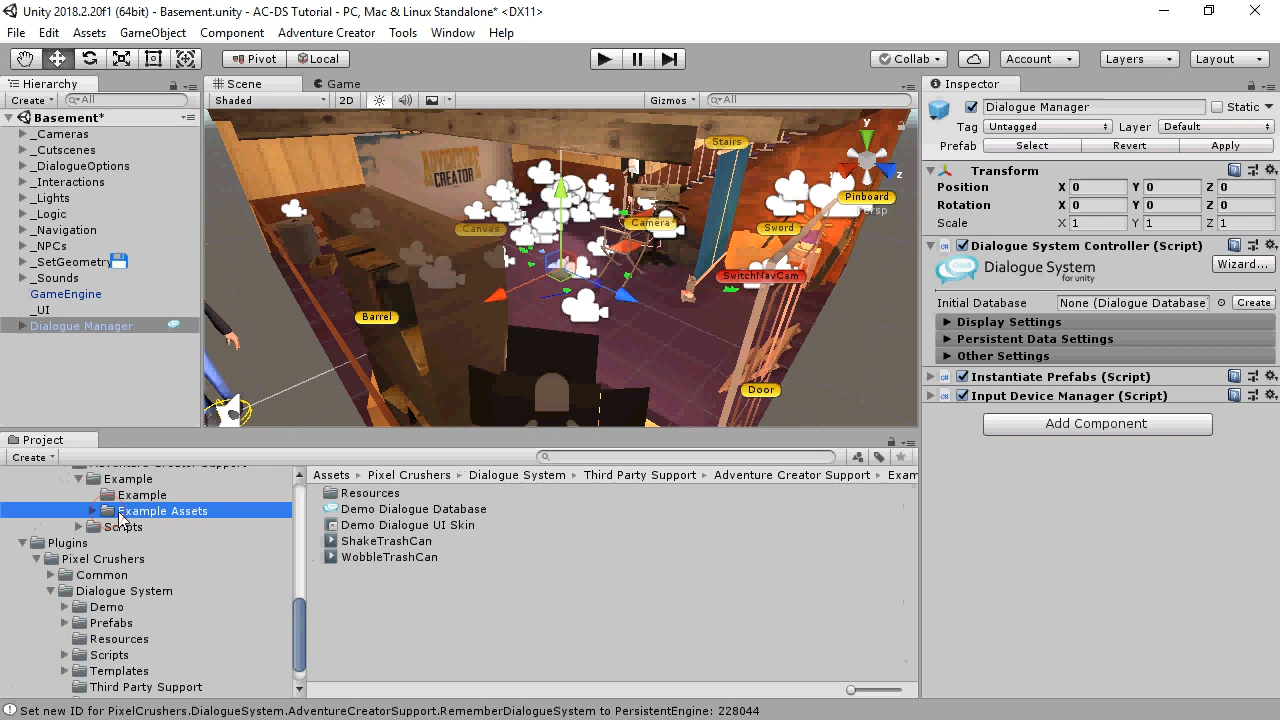 Unity 2018.2.20f1 (64bit) - Basement.unity - AC-DS Tutorial - PC, Mac & Linux Standalone* <DX11>
File Edit Assets GameObject Component Adventure Creator Tools Window Help
Pivot Local Collab Account Layers Layout
Hierarchy Scene Game Inspector
Create All Shaded 2D Gizmos All
Dialogue Manager Static
Tag Untagged Layer Default
Prefab Select Revert Apply
Transform
Position X 0 Y 0 Z 0
Rotation X 0 Y 0 Z 0
Scale X 1 Y 1 Z 1
Dialogue System Controller (Script)
Dialogue System
for unity
Wizard...
Initial Database None (Dialogue Database Create
Display Settings
Persistent Data Settings
Other Settings
Instantiate Prefabs (Script)
Input Device Manager (Script)
Add Component
Basement*
_Cameras
_Cutscenes
_DialogueOptions
_Interactions
_Lights
_Logic
_Navigation
_NPCs
_SetGeometry
_Sounds
GameEngine
_UI
Dialogue Manager
y
z
Persp
ADVENTURE
CREATOR
Stairs
Pinboard
Canvas
Camera
Sword
SwitchNavCam
Barrel
Door
Project
Create
Example
Example
Example Assets
Scripts
Plugins
Pixel Crushers
Common
Dialogue System
Demo
Prefabs
Resources
Scripts
Templates
Third Party Support
Assets Pixel Crushers Dialogue System Third Party Support Adventure Creator Support Exam
Resources
Demo Dialogue Database
Demo Dialogue UI Skin
ShakeTrashCan
WobbleTrashCan
Set new ID for PixelCrushers.DialogueSystem.AdventureCreatorSupport.RememberDialogueSystem to PersistentEngine: 228044